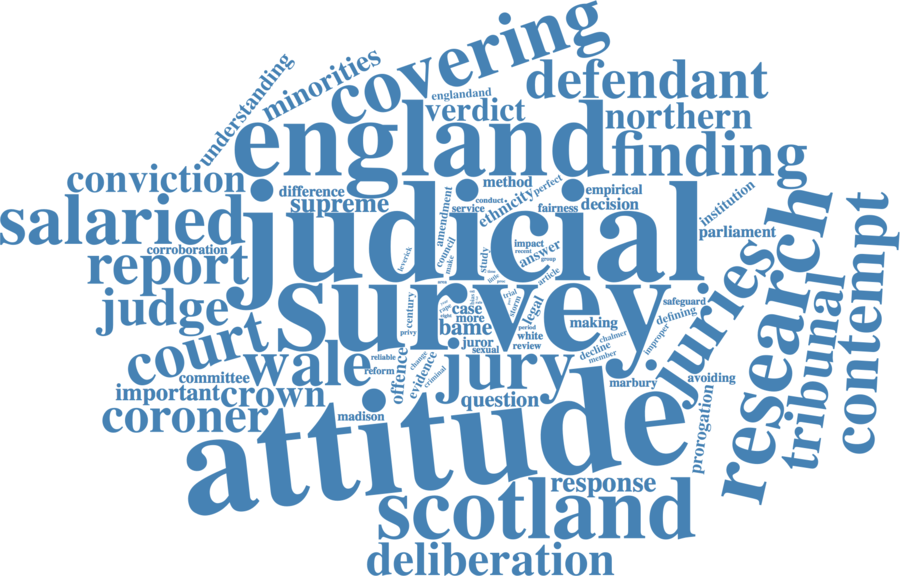 covering
understanding
minorities
englandand
verdict
defendant
england
northern
finding
conviction
difference
supreme
method
perfect
conduct
service
ethnicity
fairness
empirical
decision
institution
salaried
amendment
judicial
parliament
corroboration
report
leverick
council
make
study
impact
recent
group
answer
article
research
contempt
judge
survey
century
privy
case
more
bame
trial
storm
legal
period
white
review
making
safeguard
defining
improper
juries
tribunal
court
wale
reliable
reform
offence
change
evidence
criminal
juror
sexual
jury
decline
chalmer
member
marbury
avoiding
committee
important
crown
coroner
madison
question
attitude
prorogation
response
scotland
deliberation